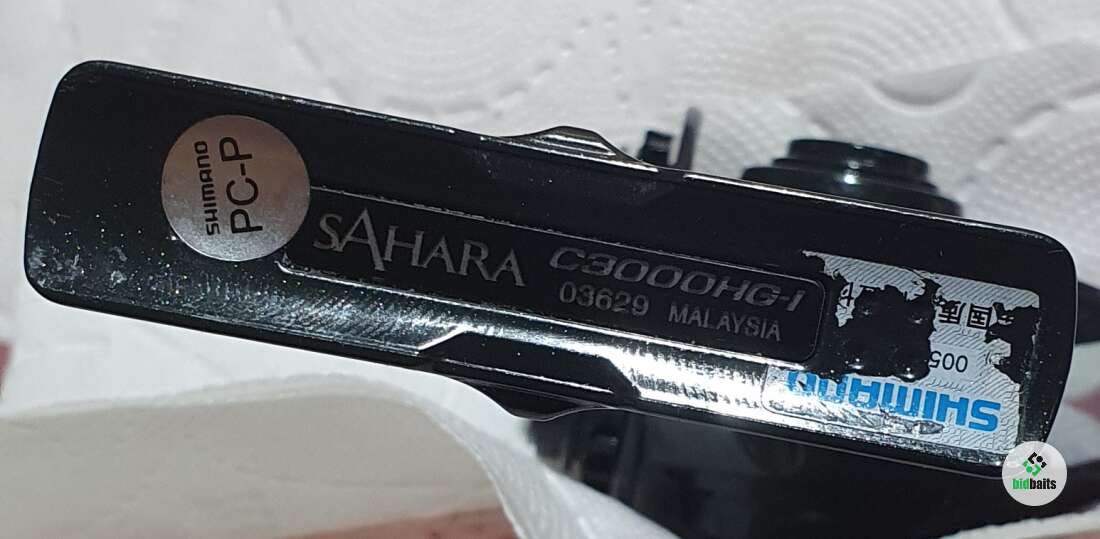 SHIMANO
PC-P
SAHARA
C3000HG-I
03629 MALAYSIA
005
SHIMANO
bidbaits